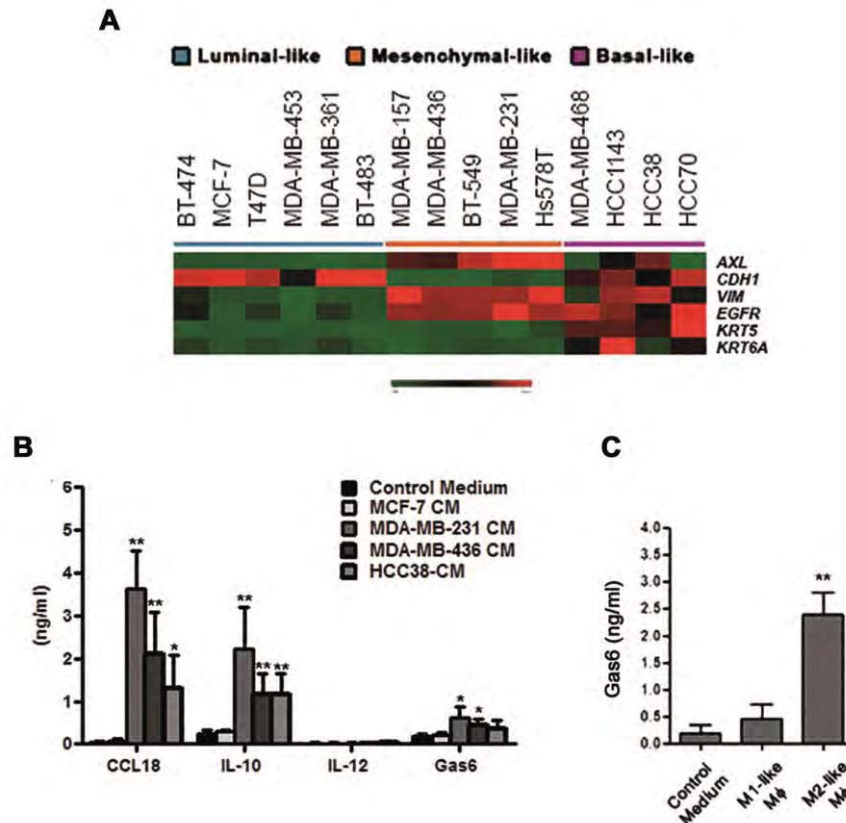 A
Luminal-like Mesenohymal-like Basal-like
BT-474
MCF-7
T47D
MDA-MB-453
MDA-MB-361
BT-483
MDA-MB-157
MDA-MB-436
BT-549
MDA-MB-231
Hs578T
MDA-MB-468
HCC1143
HCC38
HCC70
AXL
CDH1
VIM
EGFR
KRT5
KRT6A
B
Control Medium
MCF-7 CM
MDA-MB-231 CM
MDA-MB-436 CM
HCC38-CM
(ng/ml)
6
5
4
3
2
1
0
**
**
*
**
**
**
*
*
CCL18 IL-10 IL-12 Gas6
C
Gas6 (ng/ml)
4.0
3.5
3.0
2.5
2.0
1.5
1.0
0.5
0.0
**
Control
Medium
M1-like
Mϕ
M2-like
Mϕ